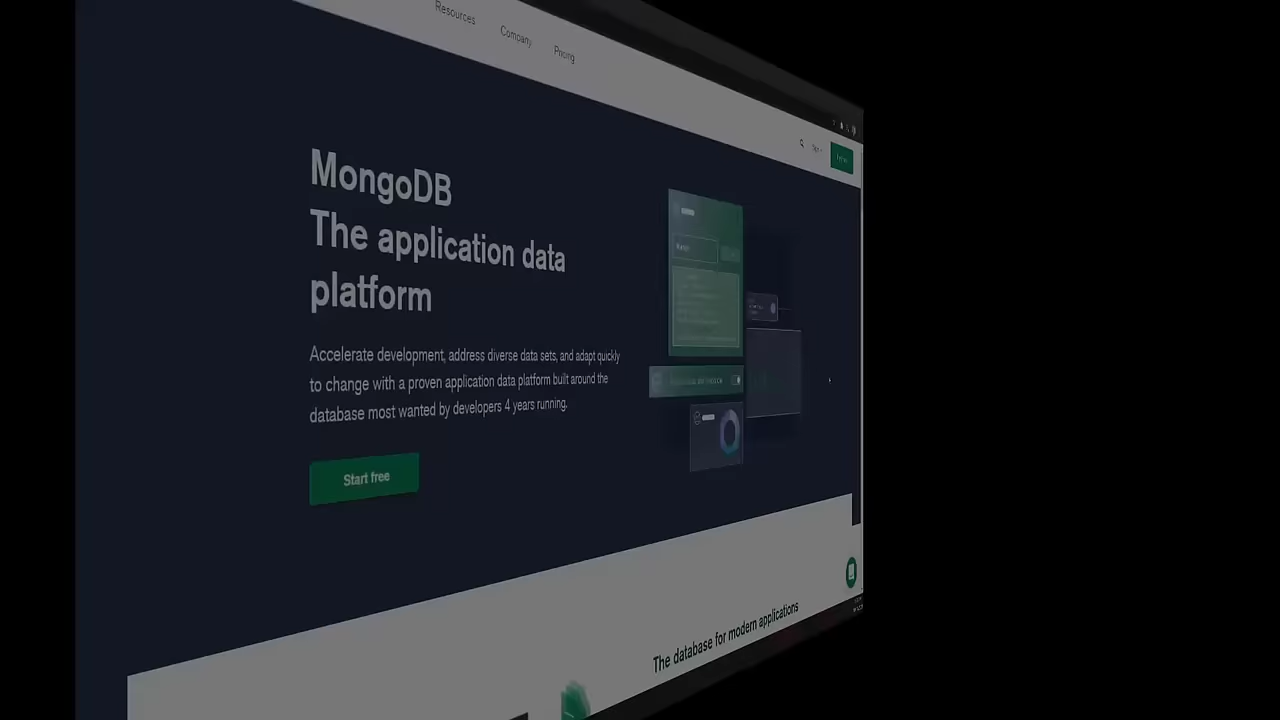 Resources
Company
Pricing
MongoDB
The application data
platform
Accelerate development, address diverse data sets, and adapt quickly
to change with a proven application data platform built around the
database most wanted by developers 4 years running.
Start free
The database for modern applications